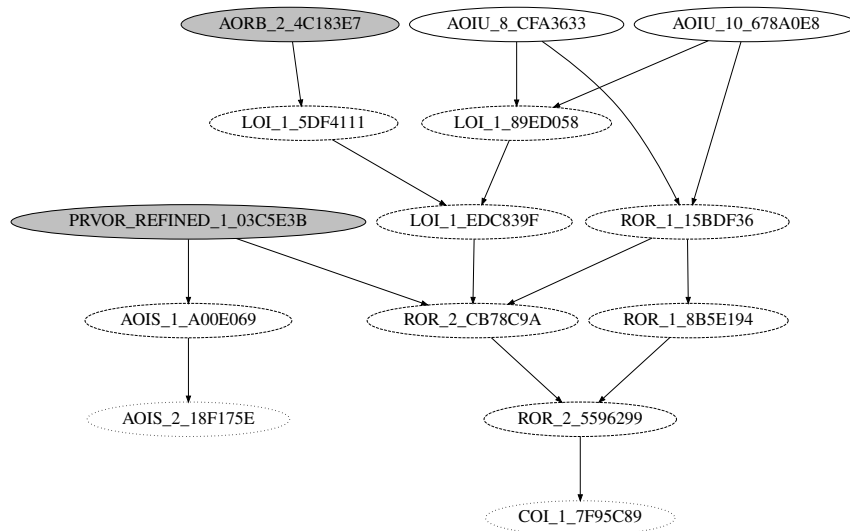 AORB_2_4C183E7
AOIU_8_CFA3633
AOIU_10_678A0E8
LOI_1_5DF4111
LOI_1_89ED058
PRVOR_REFINED_1_03C5E3B
LOI_1_EDC839F
ROR_1_15BDF36
AOIS_1_A00E069
ROR_2_CB78C9A
ROR_1_8B5E194
AOIS_2_18F175E
ROR_2_5596299
COI_1_7F95C89